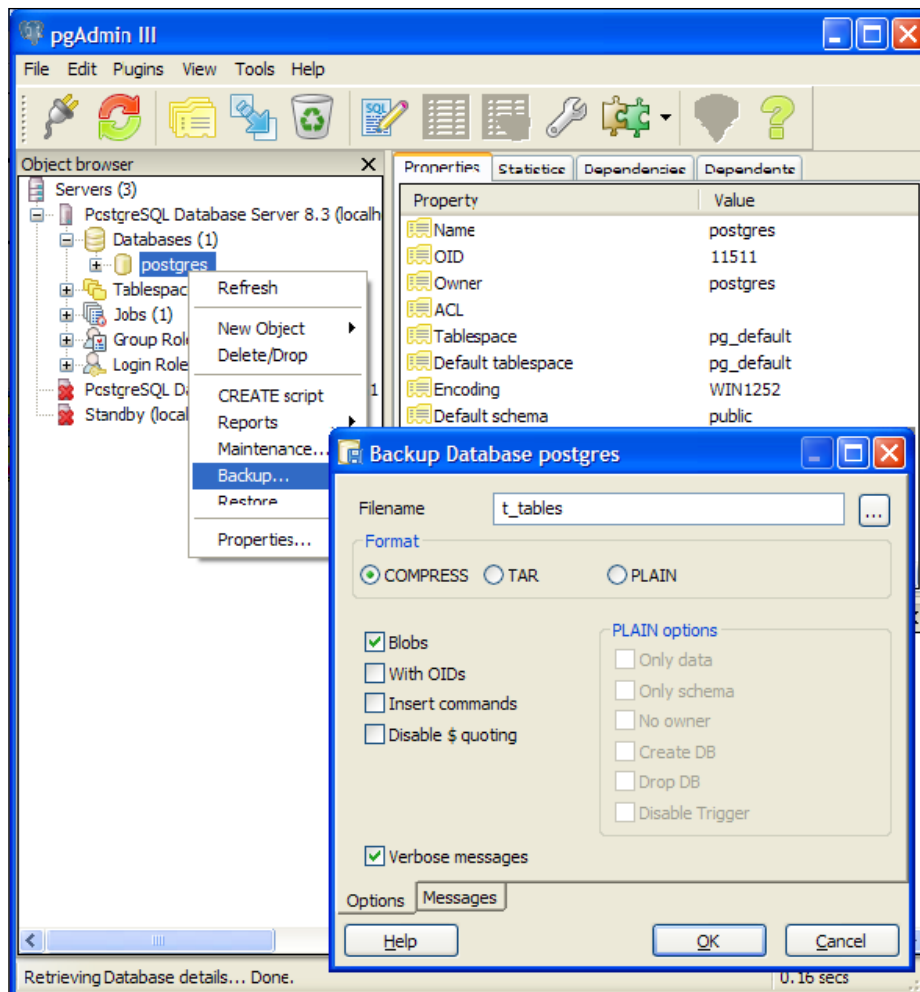 pgAdmin III
File Edit Pugins View Tools Help
SQL
Object browser
Servers (3)
PcstgreSQL Database Server 8.3 (localh
Databases (1)
postgres
Tablespac
Jobs (1)
Group Rol
Login Role
PcstgreSQL Da 1
Standby (local
Refresh
New Object
Delete/Drop
CREATE script
Reports
Maintenance...
Backup...
Restore
Properties...
Properties Statistics Dependencies Dependents
Property Value
Name postgres
OID 11511
Owner postgres
ACL
Tablespace pg_default
Default tablespace pg_default
Encoding WIN1252
Default schema public
Backup Database postgres
Filename t_tables ...
Format
COMPRESS TAR PLAIN
Blobs
With OIDs
Insert commands
Disable $ quoting
PLAIN options
Only data
Only schema
No owner
Create DB
Drop DB
Disable Trigger
Verbose messages
Options Messages
Help OK Cancel
Retrieving Database details... Done. 0.16 secs